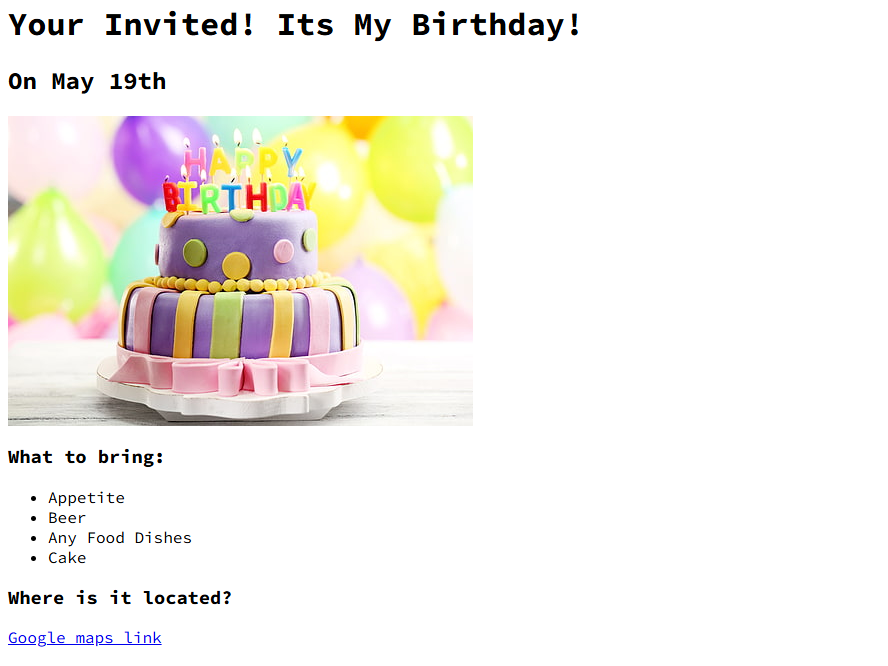 Your Invited! Its My Birthday!
On May 19th
HAPPY
BIRTHDAY
What to bring:
Appetite
Beer
Any Food Dishes
Cake
Where is it located?
Google maps link